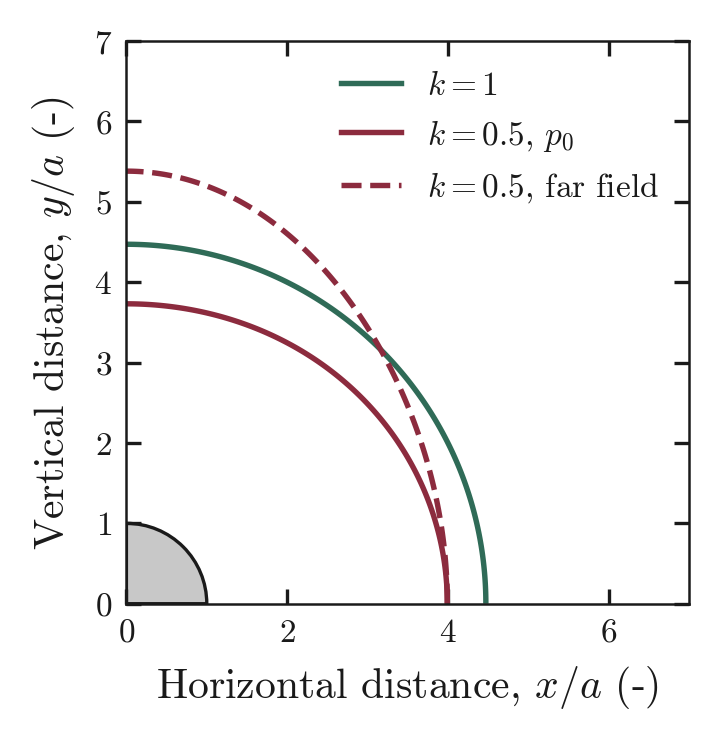 7
6
5
4
3
2
1
0
Vertical distance, y/a (-)
k = 1
k = 0.5, p₀
k = 0.5, far field
0 2 4 6
Horizontal distance, x/a (-)